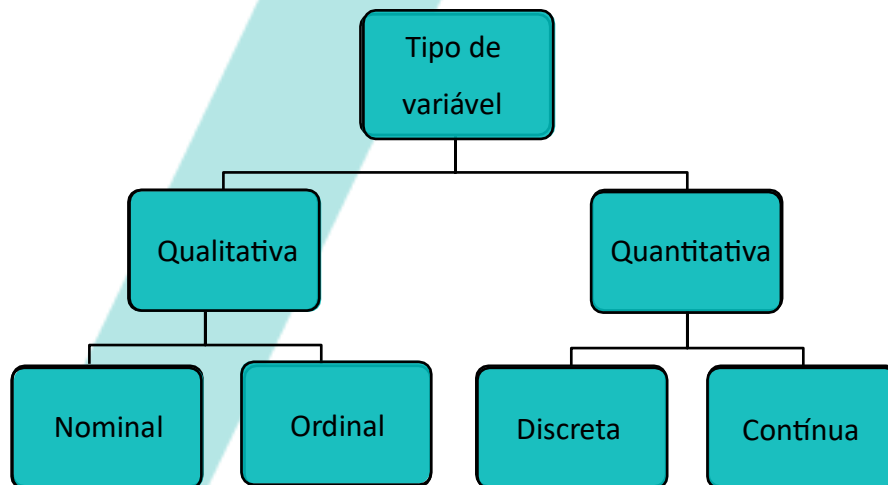 Tipo de
variável
Qualitativa
Quantitativa
Nominal
Ordinal
Discreta
Contínua